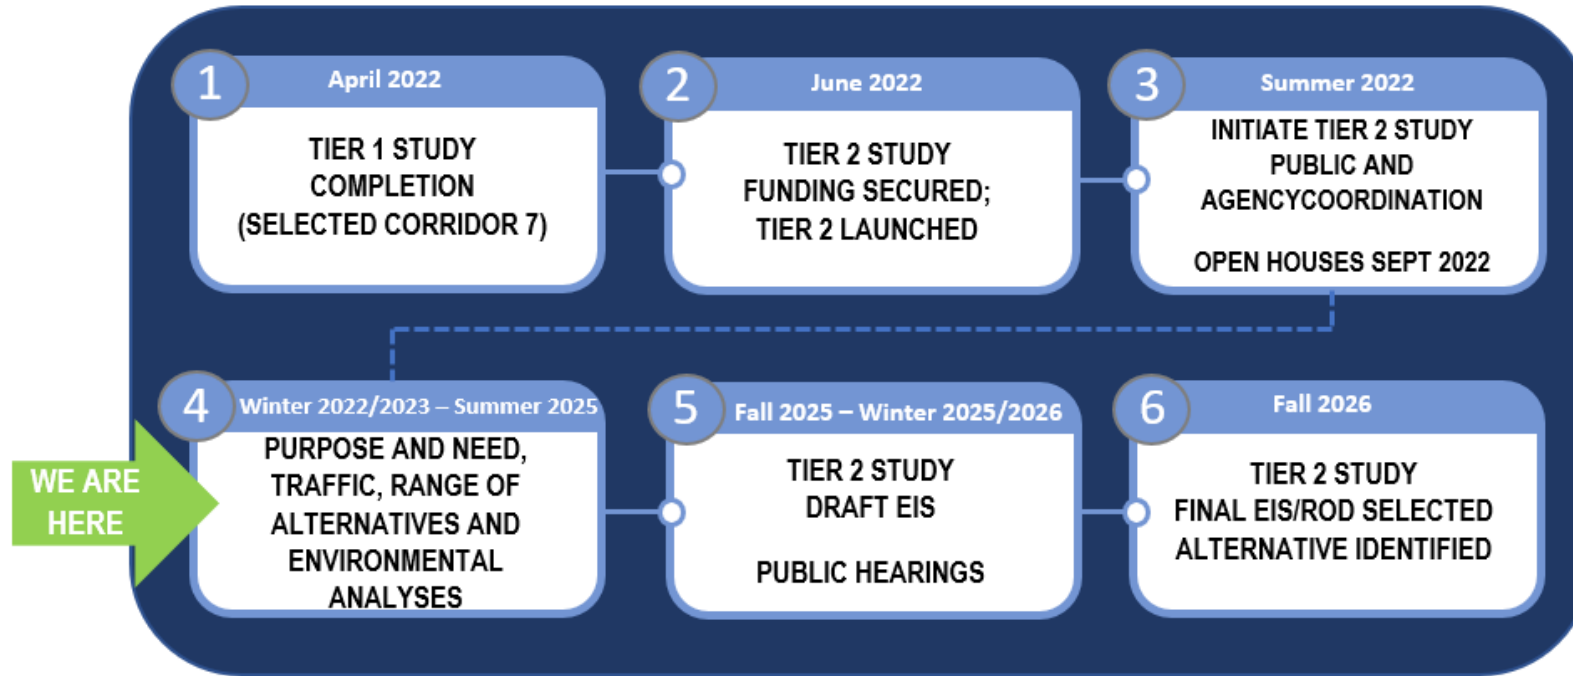 1
April 2022
TIER 1 STUDY
COMPLETION
(SELECTED CORRIDOR 7)
2
June 2022
TIER 2 STUDY
FUNDING SECURED;
TIER 2 LAUNCHED
3
Summer 2022
INITIATE TIER 2 STUDY
PUBLIC AND
AGENCYCOORDINATION
OPEN HOUSES SEPT 2022
WE ARE
HERE
4
Winter 2022/2023 – Summer 2025
PURPOSE AND NEED,
TRAFFIC, RANGE OF
ALTERNATIVES AND
ENVIRONMENTAL
ANALYSES
5
Fall 2025 – Winter 2025/2026
TIER 2 STUDY
DRAFT EIS
PUBLIC HEARINGS
6
Fall 2026
TIER 2 STUDY
FINAL EIS/ROD SELECTED
ALTERNATIVE IDENTIFIED